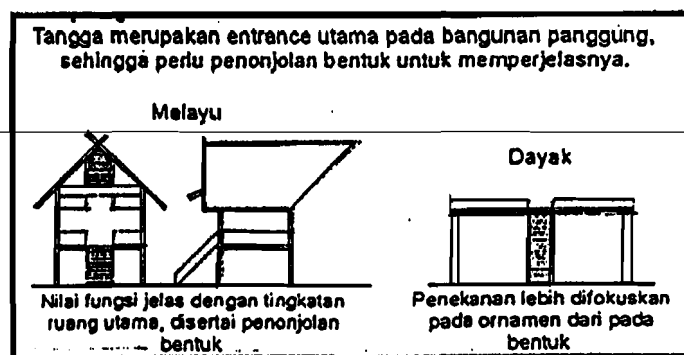 Tangga merupakan entrance utama pada bangunan panggung,
sehingga perlu penonjolan bentuk untuk memperjelasnya.
Melayu
Dayak
Nilai fungsi jelas dengan tingkatan
ruang utama, disertai penonjolan
bentuk
Penekanan lebih difokuskan
pada ornamen dari pada
bentuk